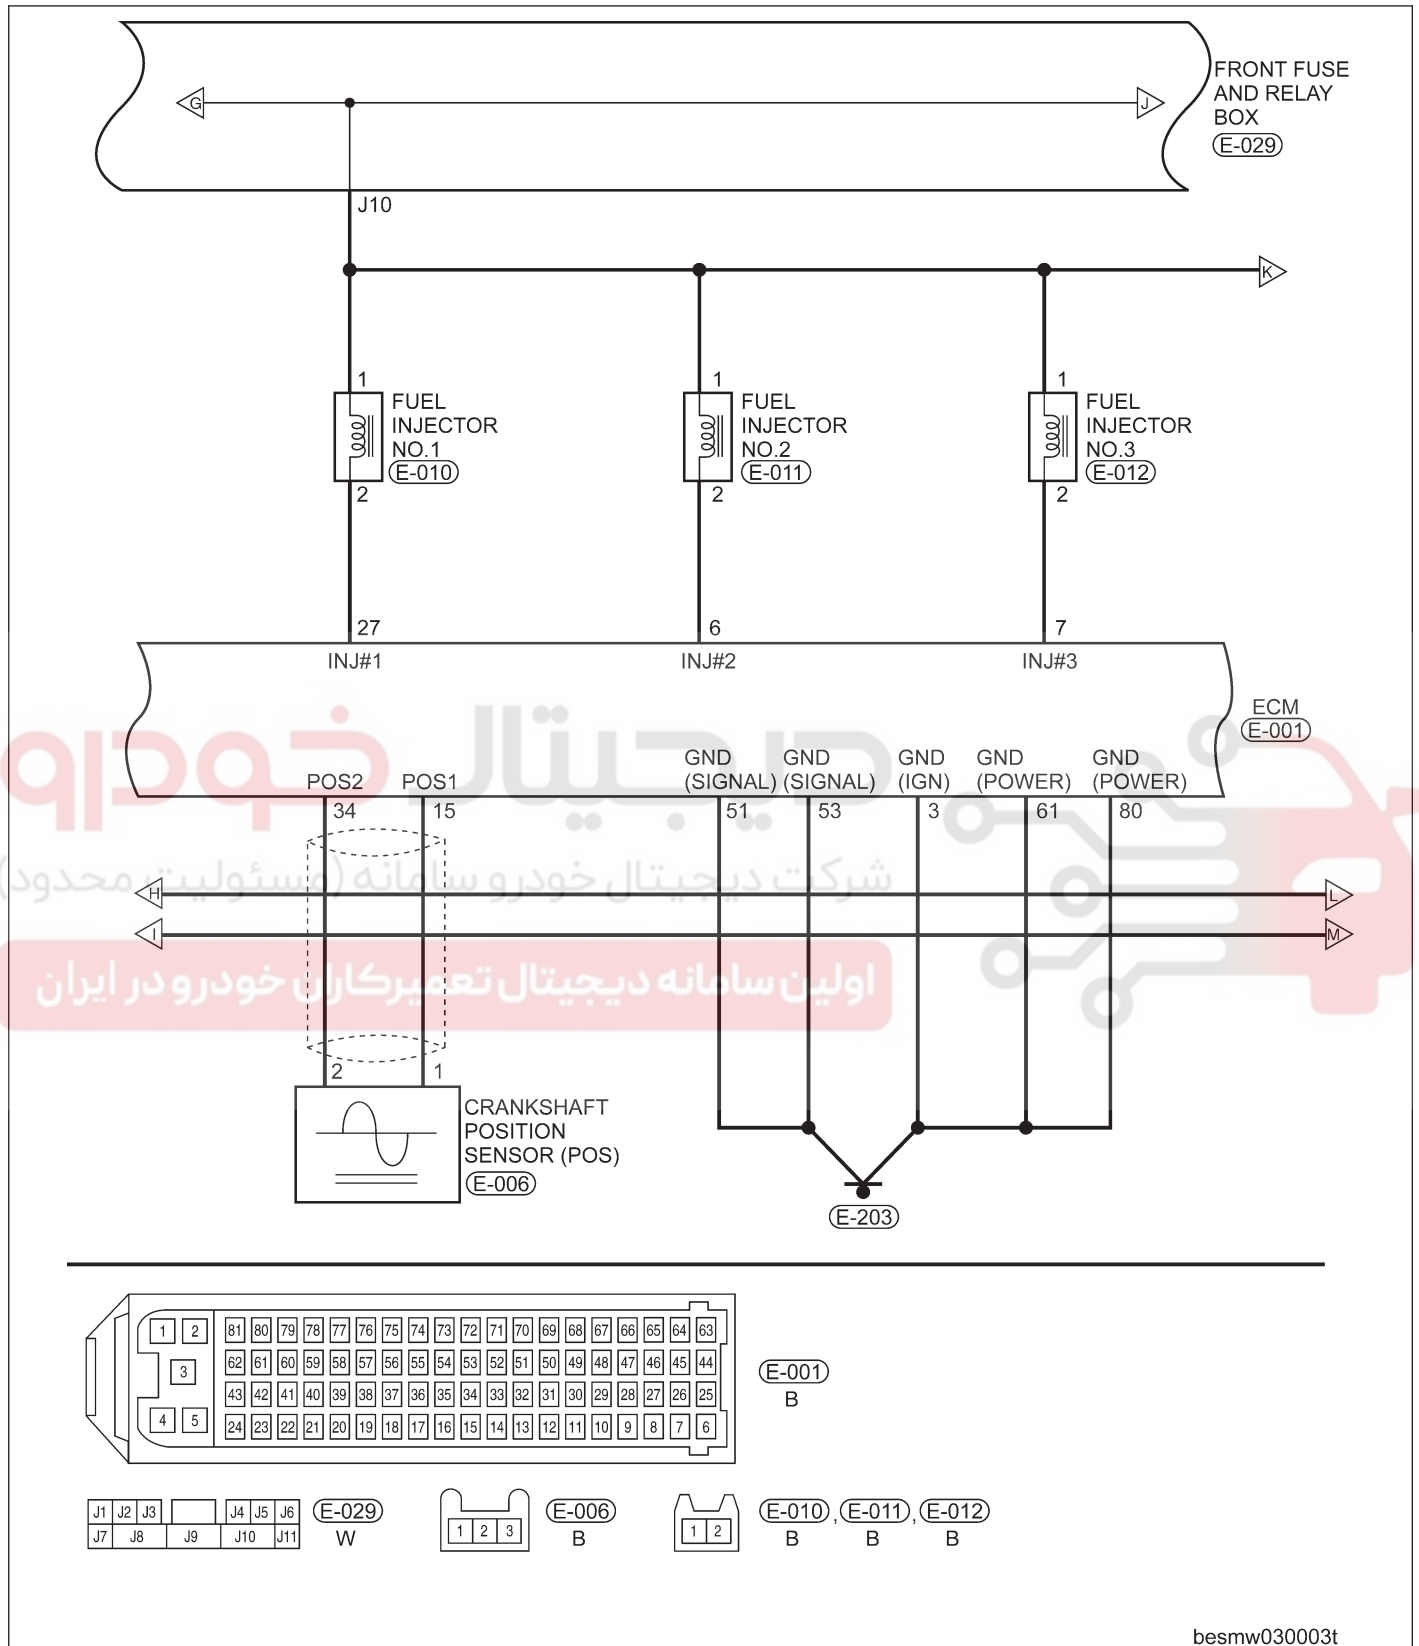 G
J
FRONT FUSE
AND RELAY
BOX
E-029
J10
K
1
FUEL
INJECTOR
NO.1
E-010
2
1
FUEL
INJECTOR
NO.2
E-011
2
1
FUEL
INJECTOR
NO.3
E-012
2
27
6
7
INJ#1
INJ#2
INJ#3
ECM
E-001
دیجیتال خودرو
POS2
POS1
GND
(SIGNAL)
GND
(SIGNAL)
GND
(IGN)
GND
(POWER)
GND
(POWER)
34
15
51
53
3
61
80
شرکت دیجیتال خودرو سامانه (مسئولیت محدود)
H
L
I
M
اولین سامانه دیجیتال تعمیرکاران خودرو در ایران
2
1
CRANKSHAFT
POSITION
SENSOR (POS)
E-006
E-203
1 2
3
4 5
81 80 79 78 77 76 75 74 73 72 71 70 69 68 67 66 65 64 63
62 61 60 59 58 57 56 55 54 53 52 51 50 49 48 47 46 45 44
43 42 41 40 39 38 37 36 35 34 33 32 31 30 29 28 27 26 25
24 23 22 21 20 19 18 17 16 15 14 13 12 11 10 9 8 7 6
E-001
B
J1 J2 J3 J4 J5 J6
J7 J8 J9 J10 J11
E-029
W
1 2 3
E-006
B
1 2
E-010 , E-011 , E-012
B B B
besmw030003t